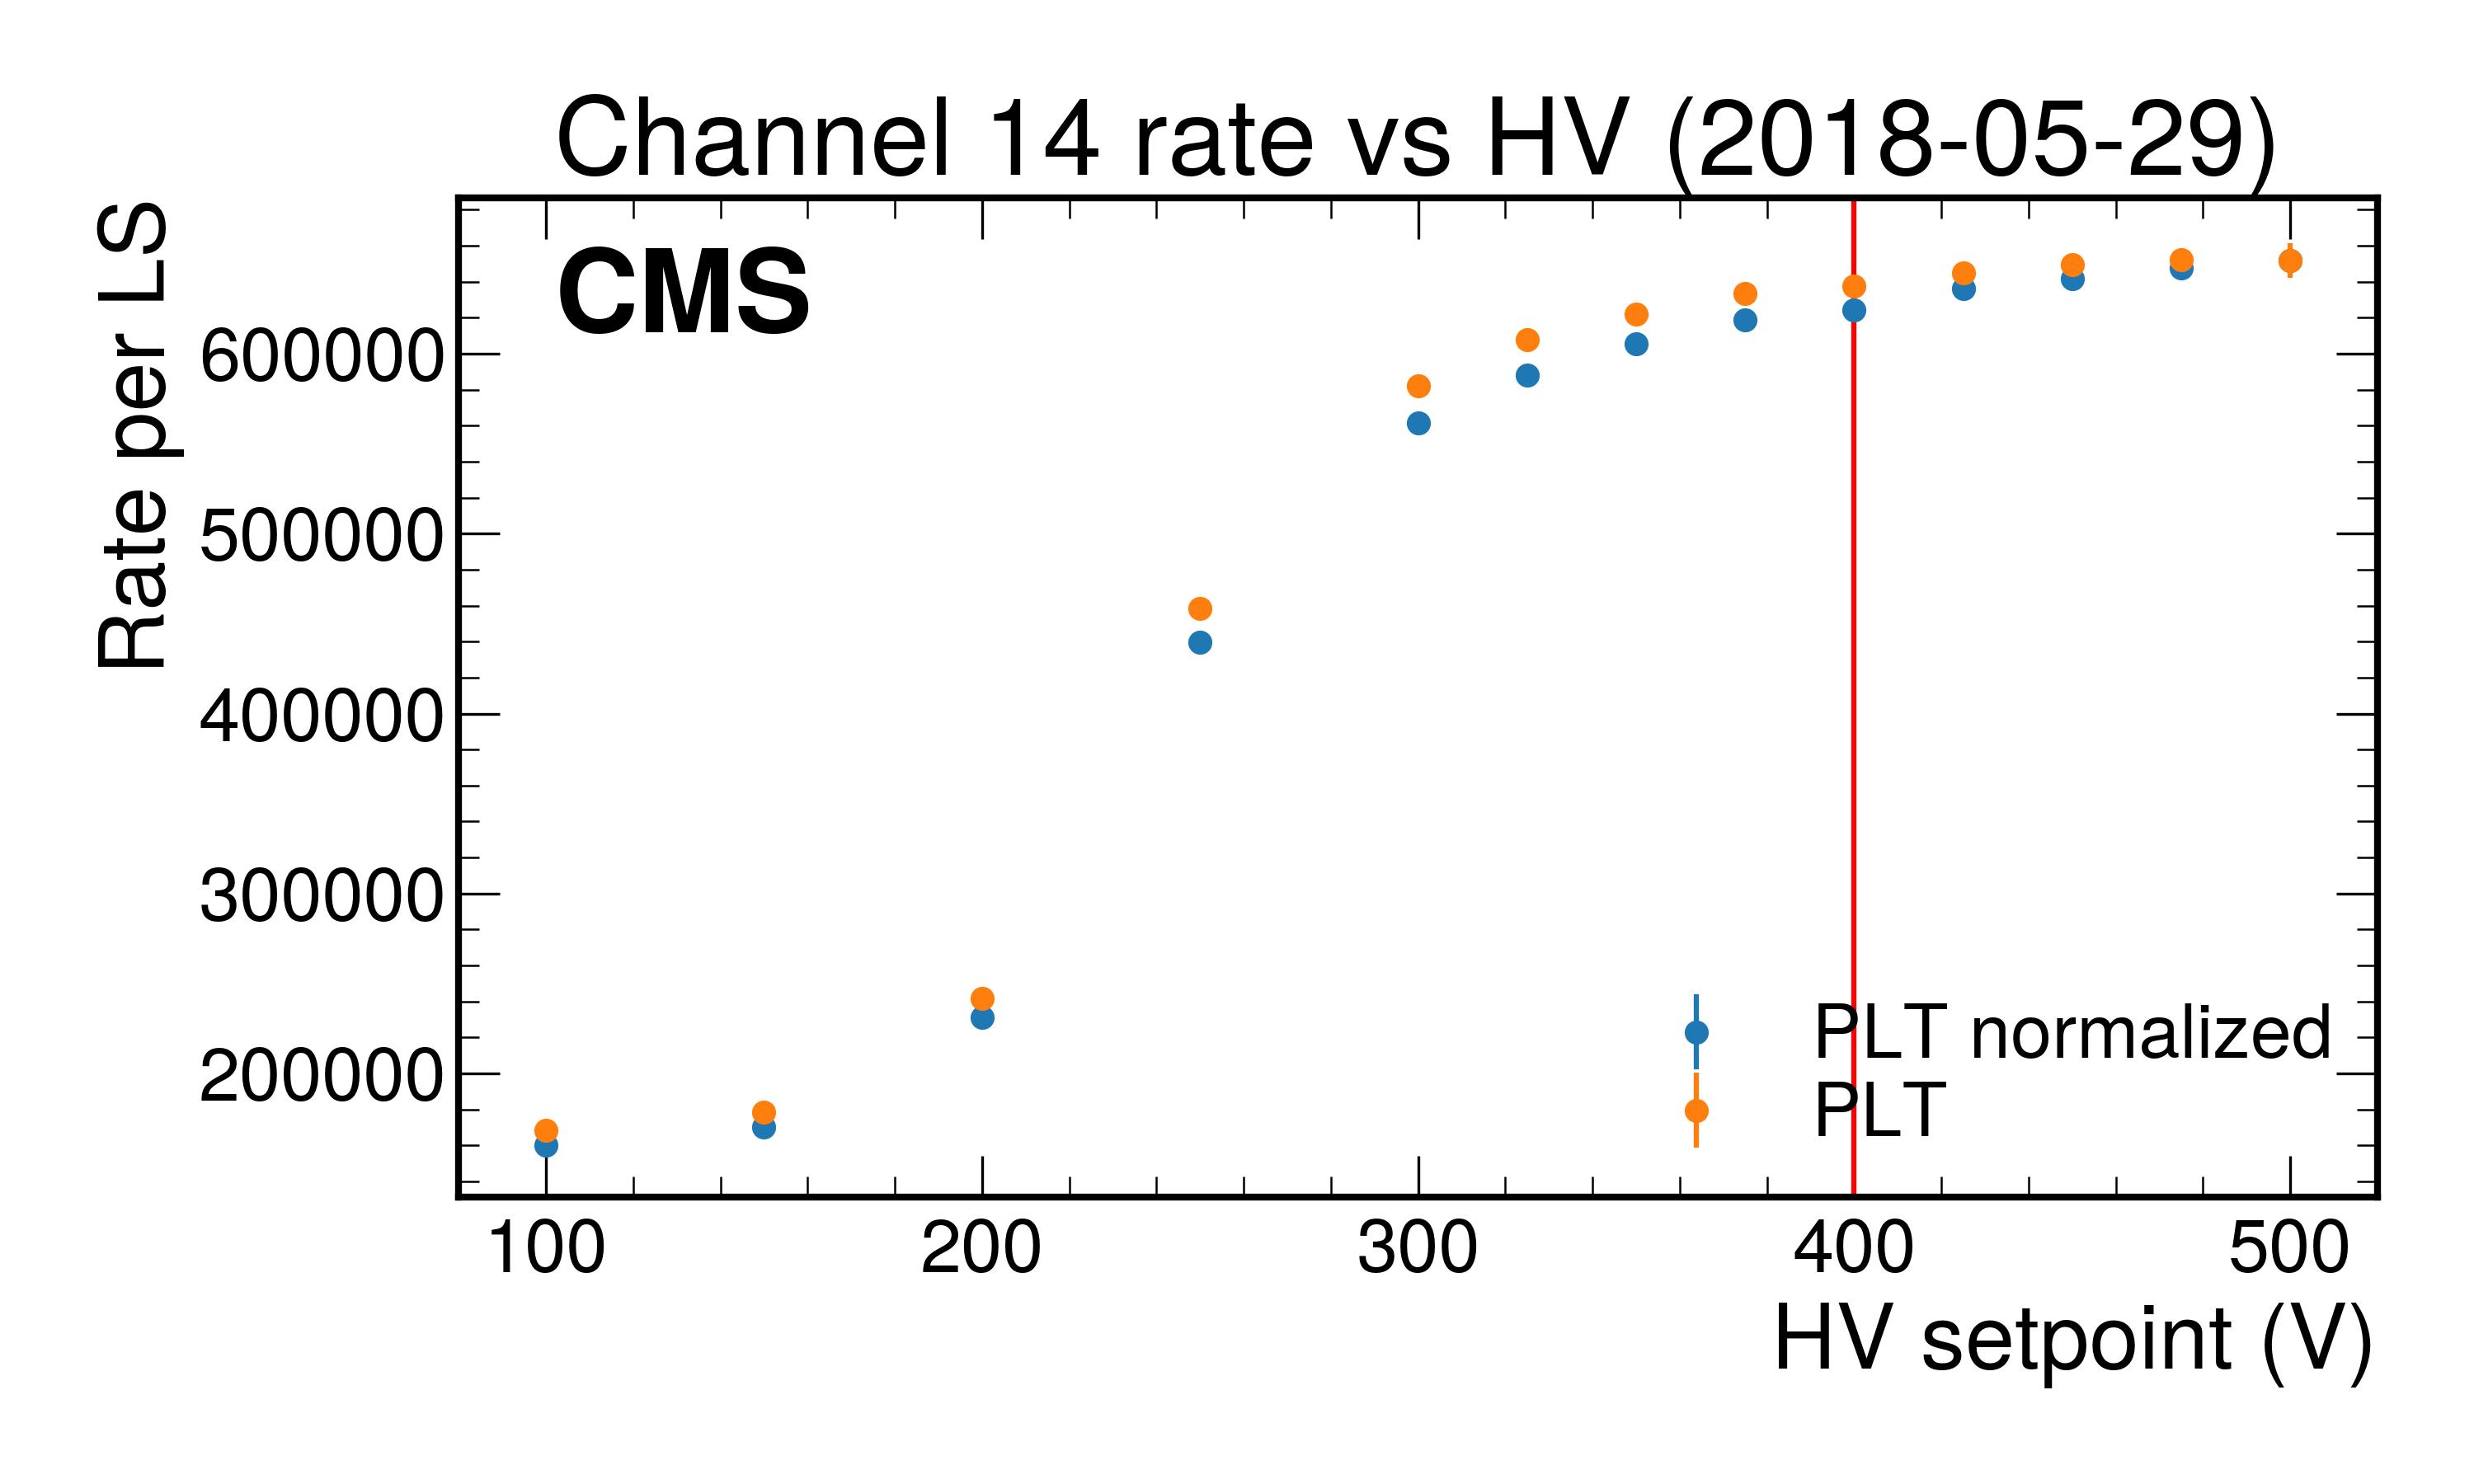 Channel 14 rate vs HV (2018-05-29)
CMS
Rate per LS
600000
500000
400000
300000
200000
PLT normalized
PLT
100 200 300 400 500
HV setpoint (V)